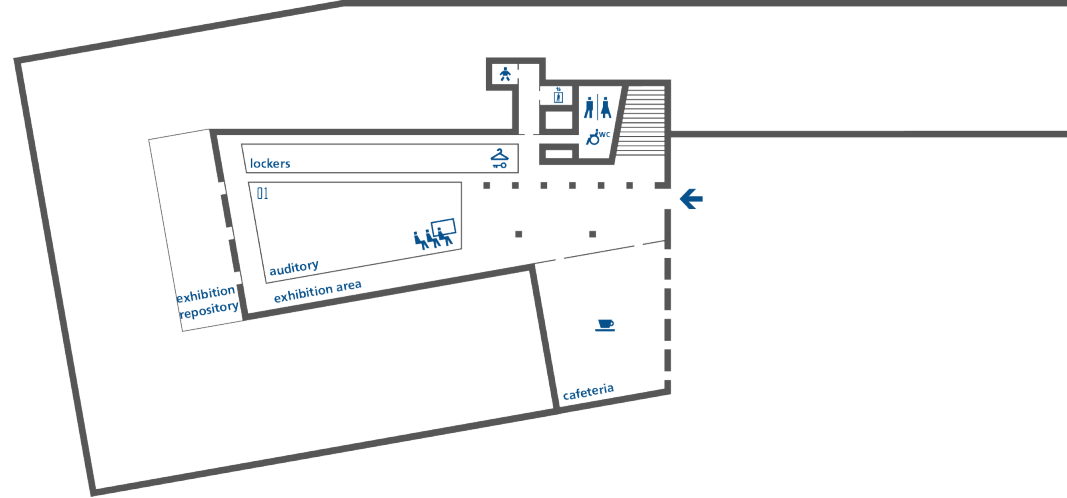 WC
lockers
01
auditory
exhibition
repository
exhibition area
cafeteria